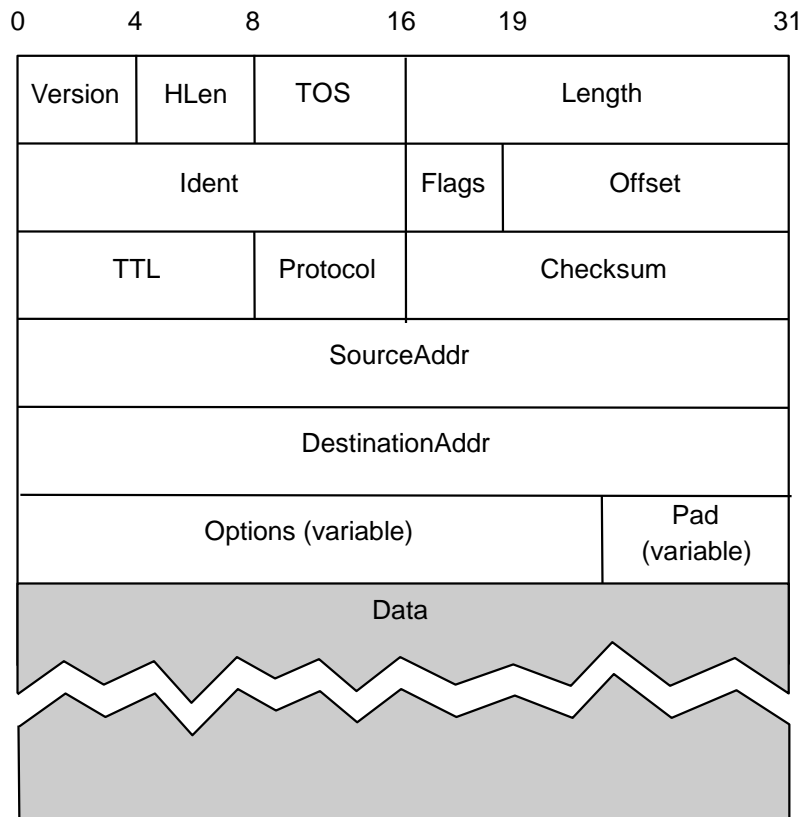 0 4 8 16 19 31
Version HLen TOS Length
Ident Flags Offset
TTL Protocol Checksum
SourceAddr
DestinationAddr
Options (variable) Pad
(variable)
Data